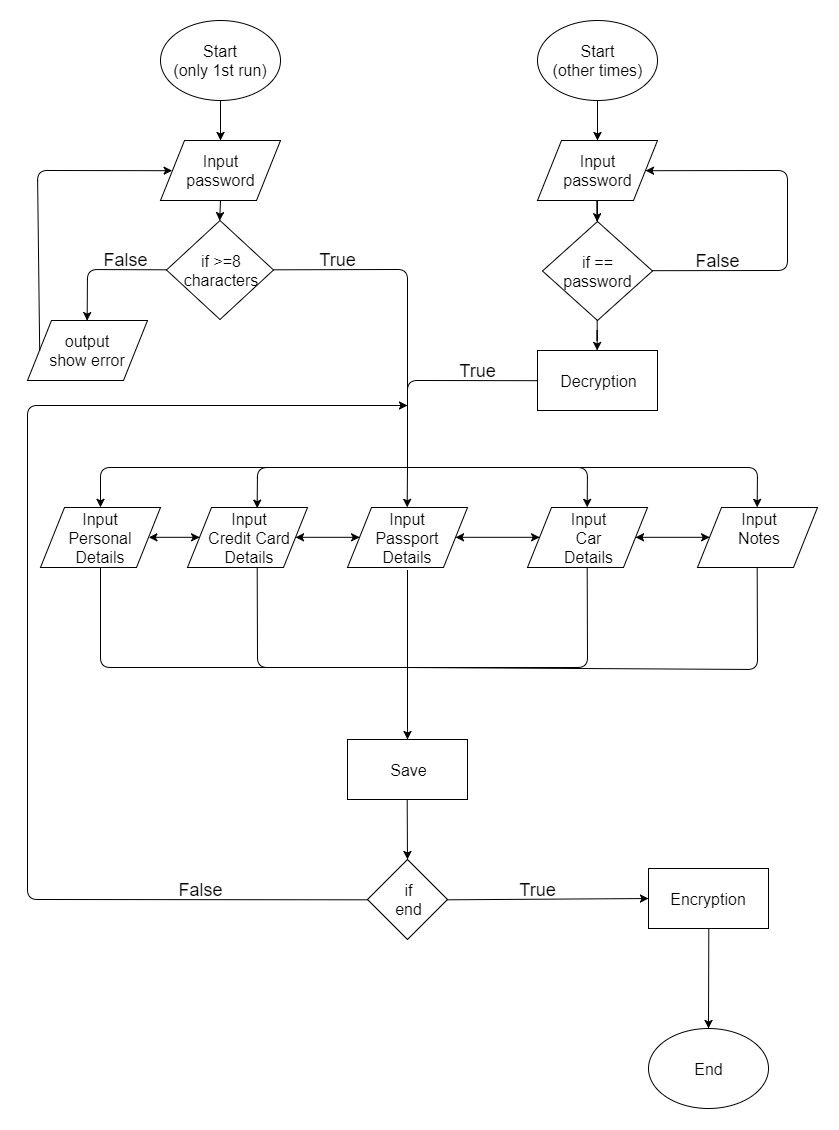 Start
(only 1st run)
Start
(other times)
Input
password
Input
password
False
if >=8
characters
True
if ==
password
False
output
show error
True
Decryption
Input
Personal
Details
Input
Credit Card
Details
Input
Passport
Details
Input
Car
Details
Input
Notes
Save
False
if
end
True
Encryption
End